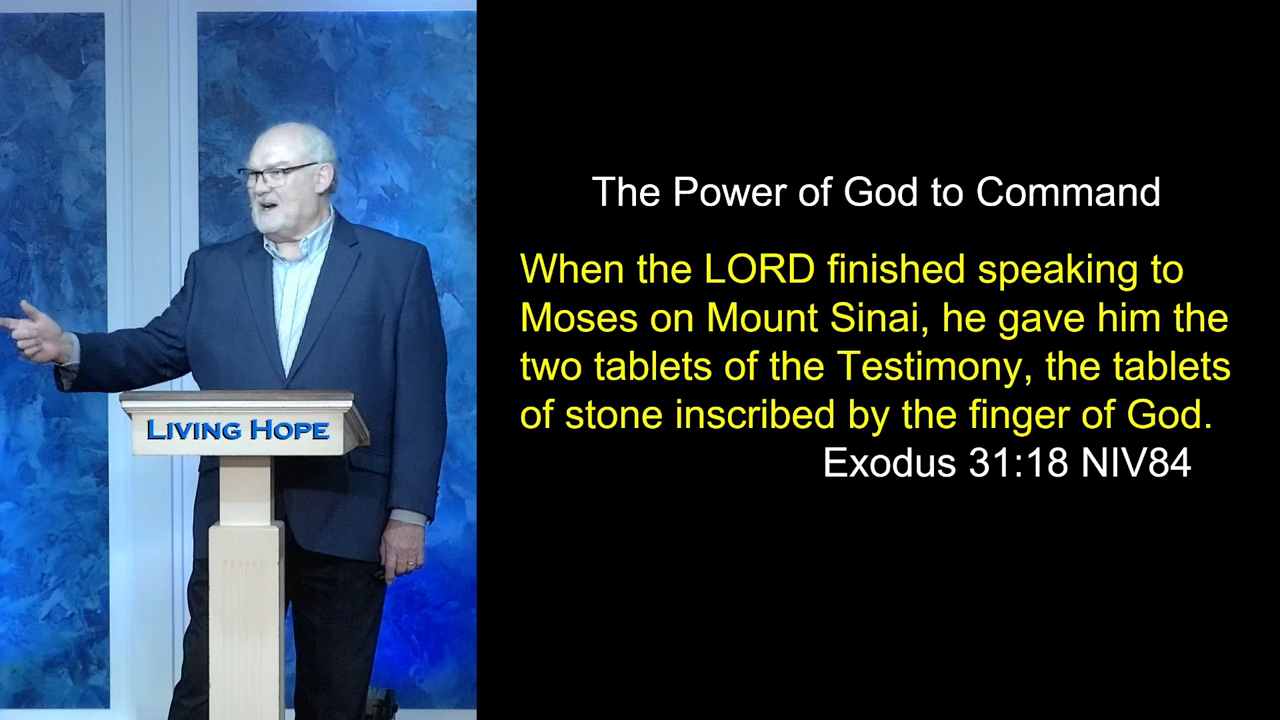 LIVING HOPE
The Power of God to Command
When the LORD finished speaking to
Moses on Mount Sinai, he gave him the
two tablets of the Testimony, the tablets
of stone inscribed by the finger of God.
Exodus 31:18 NIV84